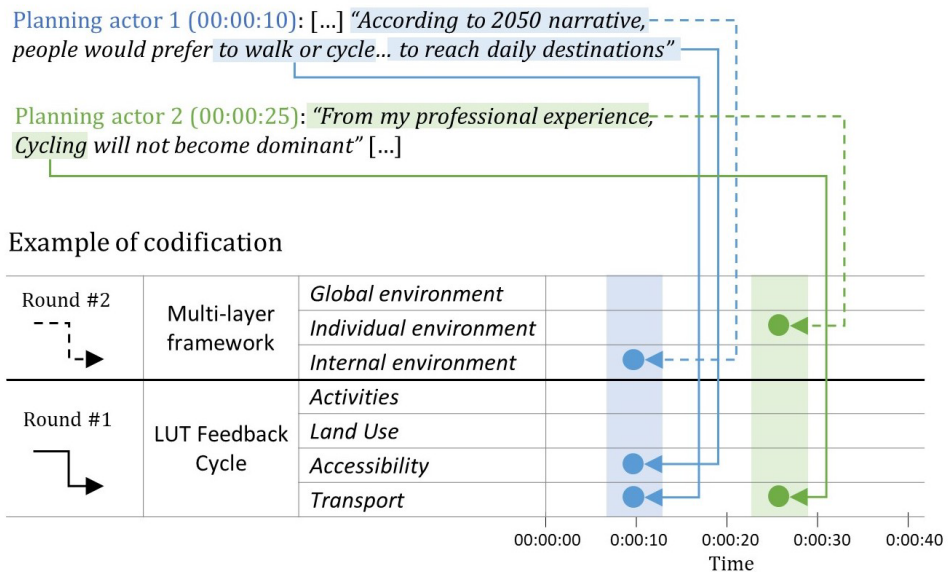 Planning actor 1 (00:00:10): […] “According to 2050 narrative,
people would prefer to walk or cycle… to reach daily destinations”
Planning actor 2 (00:00:25): “From my professional experience,
Cycling will not become dominant” […]
Example of codification
Round #2
Multi-layer
framework
Global environment
Individual environment
Internal environment
Round #1
LUT Feedback
Cycle
Activities
Land Use
Accessibility
Transport
00:00:00 0:00:10 0:00:20 0:00:30 0:00:40
Time